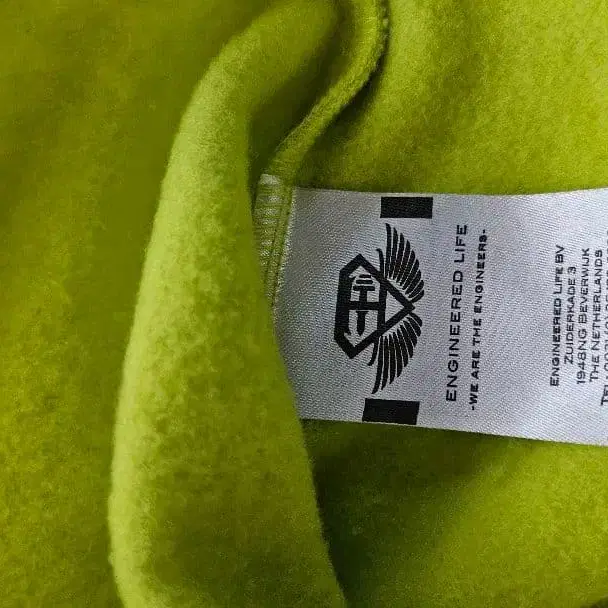 ENGINEERED LIFE
-WE ARE THE ENGINEERS-
ENGINEERED LIFE BV
ZUIDERKADE 3
1948NG BEVERWIJK
THE NETHERLANDS